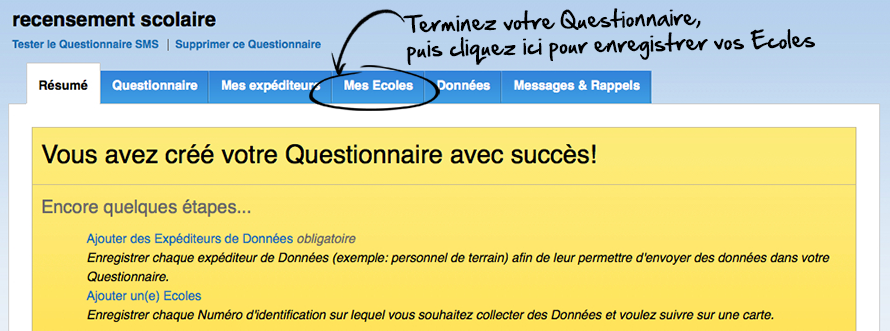 recensement scolaire
Terminez votre Questionnaire,
puis cliquez ici pour enregistrer vos Ecoles
Tester le Questionnaire SMS | Supprimer ce Questionnaire
Résumé Questionnaire Mes expéditeurs Mes Ecoles Données Messages & Rappels
Vous avez créé votre Questionnaire avec succès!
Encore quelques étapes...
Ajouter des Expéditeurs de Données obligatoire
Enregistrer chaque expéditeur de Données (exemple: personnel de terrain) afin de leur permettre d'envoyer des données dans votre
Questionnaire.
Ajouter un(e) Ecoles
Enregistrer chaque Numéro d'identification sur lequel vous souhaitez collecter des Données et voulez suivre sur une carte.